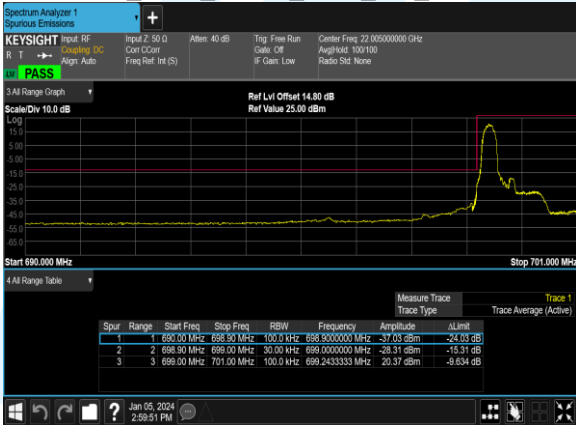 Spectrum Analyzer 1
Spurious Emissions
KEYSIGHT Input: RF Input Z: 50 Ω Atten: 40 dB Trig: Free Run Center Freq: 22.005000000 GHz
R T Coupling: DC Corr CCorr Gate: Off Avg|Hold: 100/100
Align: Auto Freq Ref: Int (S) IF Gain: Low Radio Std: None
PASS
3 All Range Graph
Ref Lvl Offset 14.80 dB
Scale/Div 10.0 dB Ref Value 25.00 dBm
Log
15.0
5.00
-5.00
-15.0
-25.0
-35.0
-45.0
-55.0
-65.0
Start 690.000 MHz Stop 701.000 MHz
4 All Range Table
Measure Trace Trace 1
Trace Type Trace Average (Active)
Spur Range Start Freq Stop Freq RBW Frequency Amplitude ΔLimit
1 1 690.00 MHz 698.90 MHz 100.0 kHz 698.9000000 MHz -37.03 dBm -24.03 dB
2 2 698.90 MHz 699.00 MHz 30.00 kHz 699.0000000 MHz -28.31 dBm -15.31 dB
3 3 699.00 MHz 701.00 MHz 100.0 kHz 699.2433333 MHz 20.37 dBm -9.634 dB
? Jan 05, 2024
2:59:51 PM